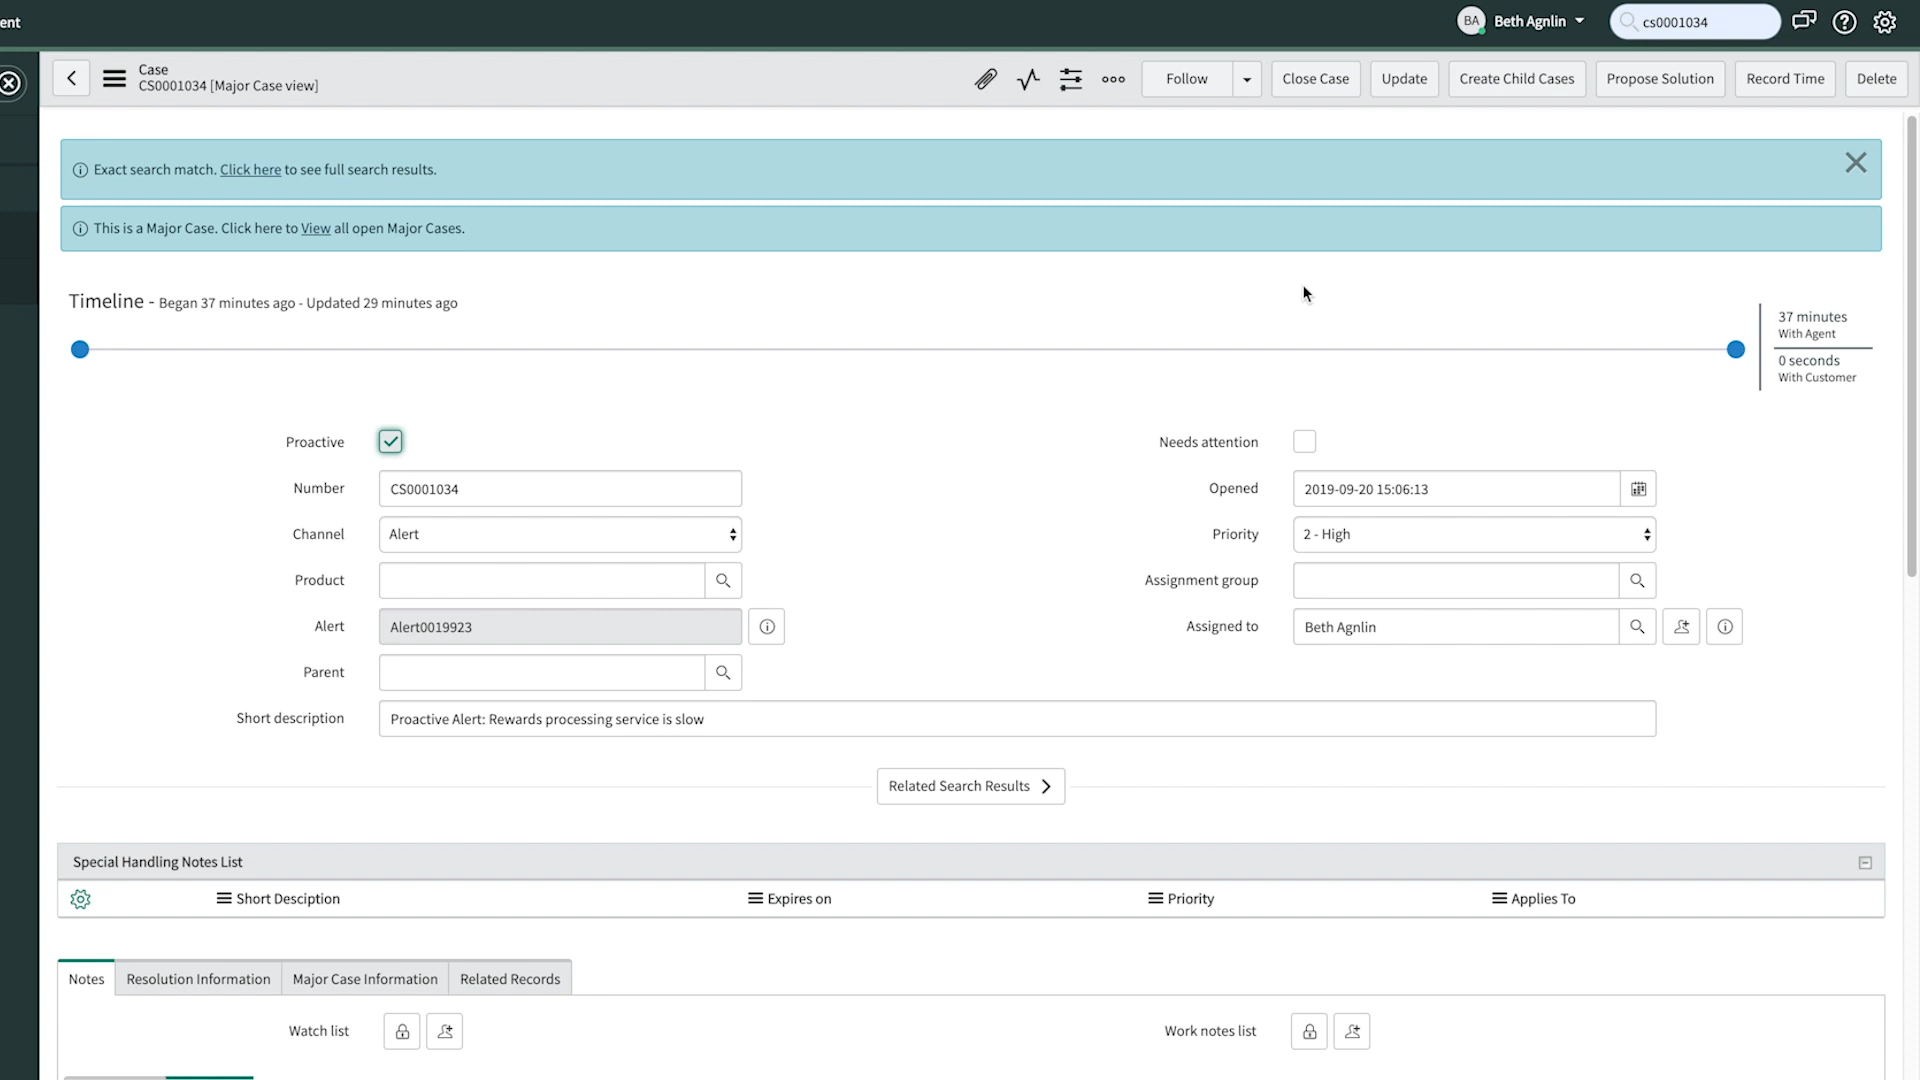 ent
BA Beth Agnlin
cs0001034
Case
CS0001034 [Major Case view]
Follow
Close Case
Update
Create Child Cases
Propose Solution
Record Time
Delete
Exact search match. Click here to see full search results.
This is a Major Case. Click here to View all open Major Cases.
Timeline - Began 37 minutes ago - Updated 29 minutes ago
37 minutes
With Agent
0 seconds
With Customer
Proactive
Needs attention
Number CS0001034
Opened 2019-09-20 15:06:13
Channel Alert
Priority 2 - High
Product
Assignment group
Alert Alert0019923
Assigned to Beth Agnlin
Parent
Short description Proactive Alert: Rewards processing service is slow
Related Search Results
Special Handling Notes List
Short Desciption
Expires on
Priority
Applies To
Notes
Resolution Information
Major Case Information
Related Records
Watch list
Work notes list